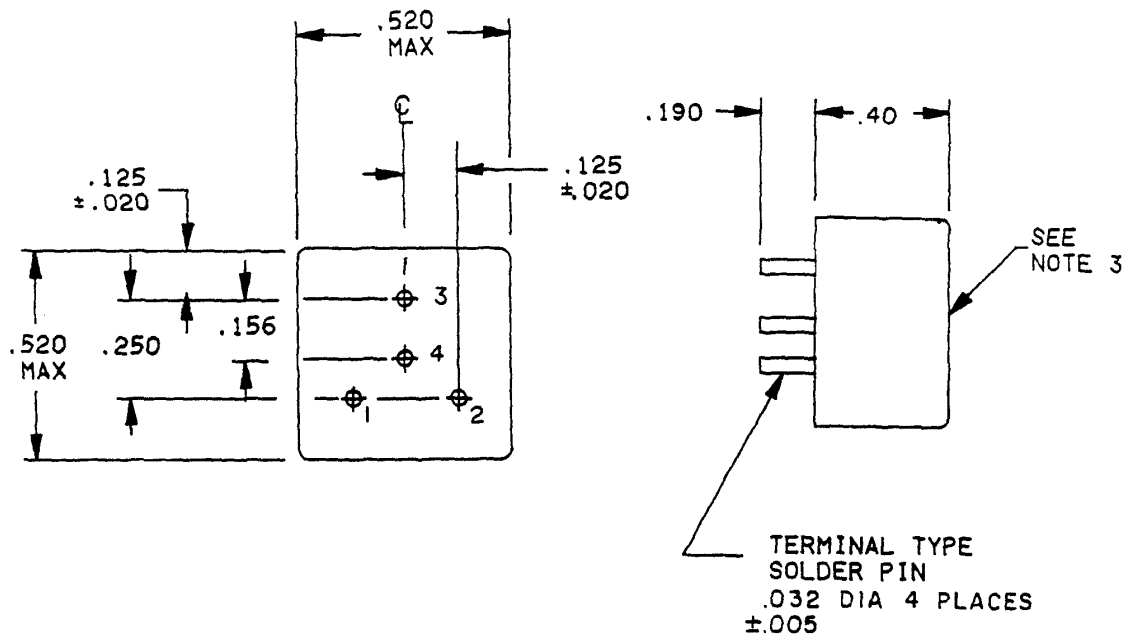 .520
MAX
℄
.125
±.020
.125
±.020
.520
MAX
.250
.156
3
4
1
2
.190
.40
SEE
NOTE 3
TERMINAL TYPE
SOLDER PIN
.032 DIA 4 PLACES
±.005